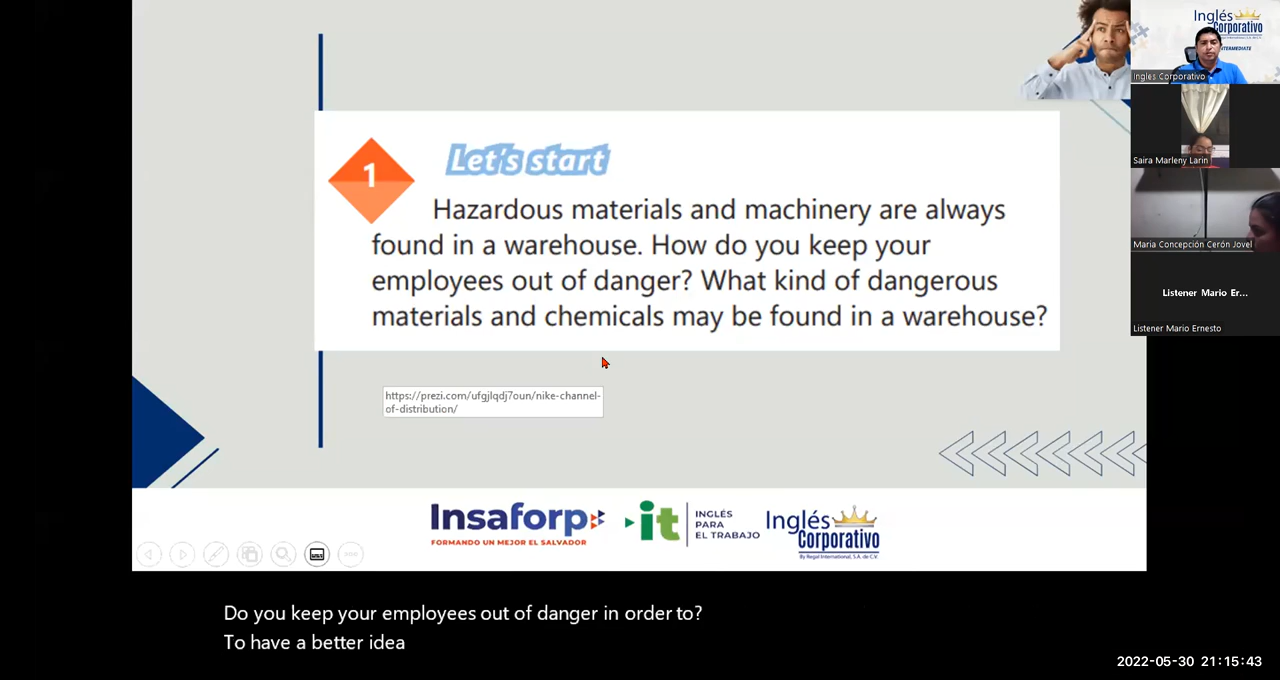 1
Let's start
Hazardous materials and machinery are always
found in a warehouse. How do you keep your
employees out of danger? What kind of dangerous
materials and chemicals may be found in a warehouse?
https://prezi.com/ufgjlqdj7oun/nike-channel-
of-distribution/
Insaforp
FORMANDO UN MEJOR EL SALVADOR
it
INGLÉS
PARA
EL TRABAJO
Inglés
Corporativo
By Regal International, S.A. de C.V.
Inglés
Corporativo
INTERMEDIATE
Ingles Corporativo
Saira Marleny Larin
Maria Concepción Cerón Jovel
Listener Mario Er...
Listener Mario Ernesto
Do you keep your employees out of danger in order to?
To have a better idea
2022-05-30 21:15:43